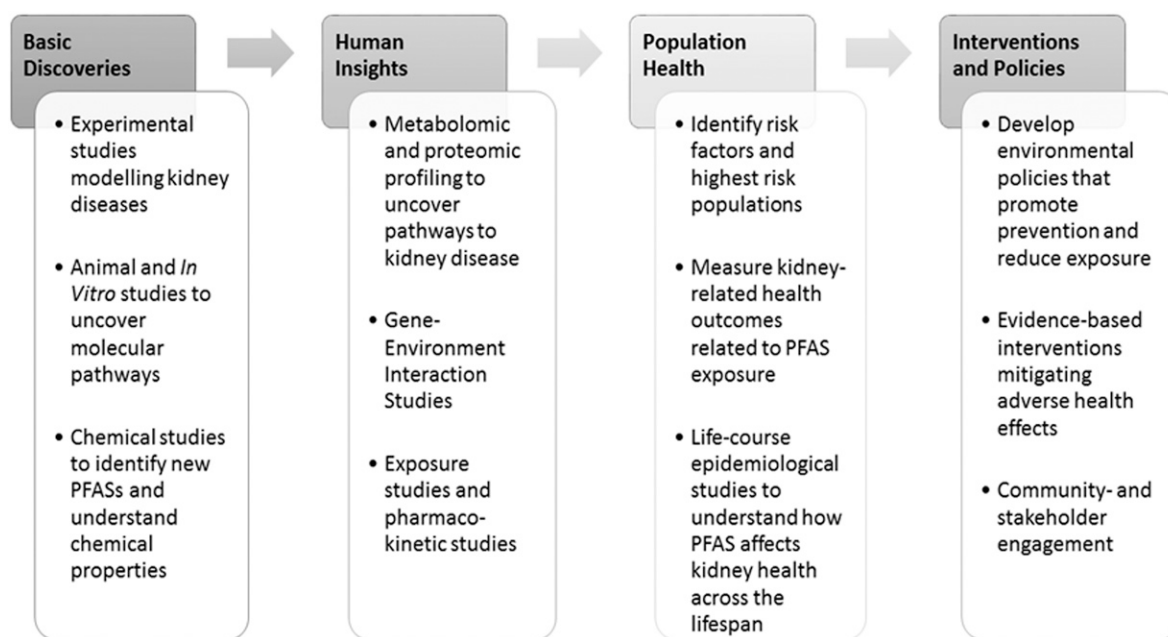 Basic
Discoveries
• Experimental
studies
modelling kidney
diseases
• Animal and In
Vitro studies to
uncover
molecular
pathways
• Chemical studies
to identify new
PFASs and
understand
chemical
properties
Human
Insights
• Metabolomic
and proteomic
profiling to
uncover
pathways to
kidney disease
• Gene-
Environment
Interaction
Studies
• Exposure
studies and
pharmaco-
kinetic studies
Population
Health
• Identify risk
factors and
highest risk
populations
• Measure kidney-
related health
outcomes
related to PFAS
exposure
• Life-course
epidemiological
studies to
understand how
PFAS affects
kidney health
across the
lifespan
Interventions
and Policies
• Develop
environmental
policies that
promote
prevention and
reduce exposure
• Evidence-based
interventions
mitigating
adverse health
effects
• Community- and
stakeholder
engagement